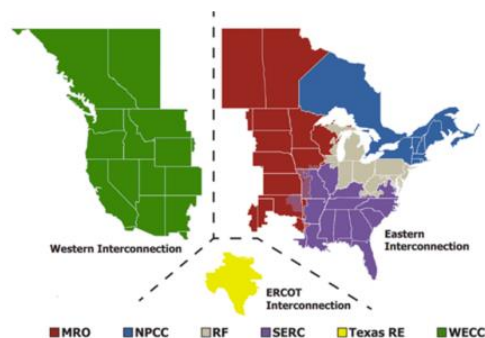 Western Interconnection
Eastern
Interconnection
ERCOT
Interconnection
MRO
NPCC
RF
SERC
Texas RE
WECC